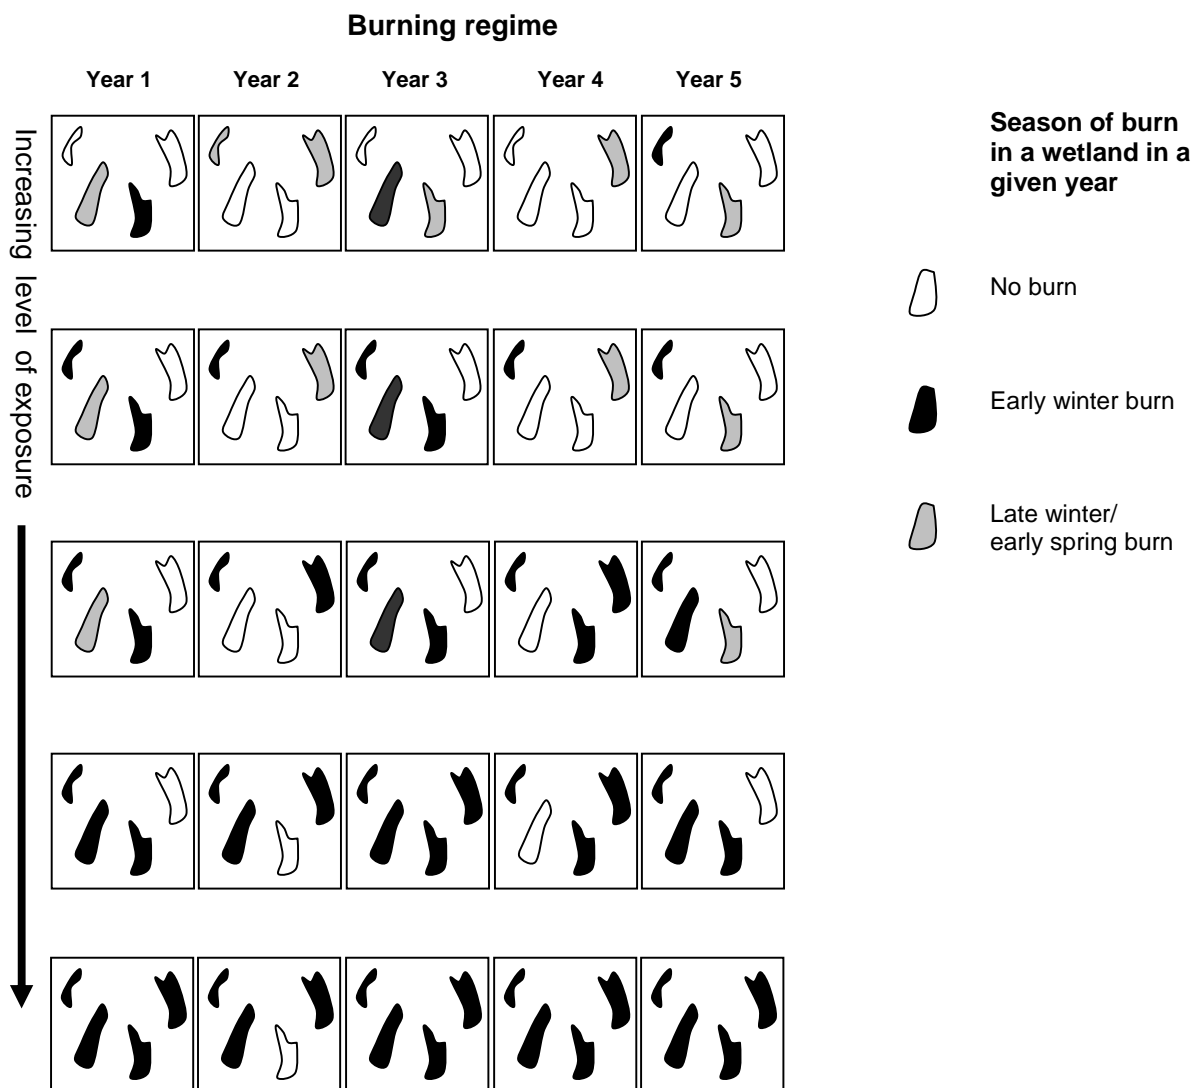 Burning regime
Year 1 Year 2 Year 3 Year 4 Year 5
Increasing level of exposure
Season of burn
in a wetland in a
given year
No burn
Early winter burn
Late winter/
early spring burn